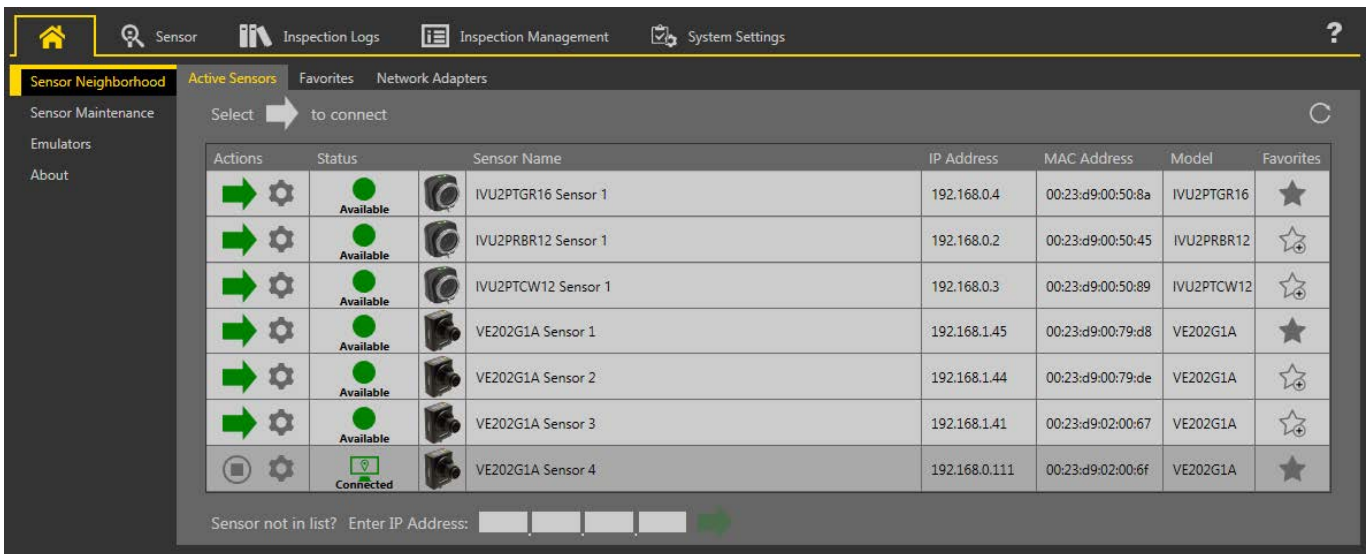 Sensor Inspection Logs Inspection Management System Settings ?
Sensor Neighborhood
Sensor Maintenance
Emulators
About
Active Sensors Favorites Network Adapters
Select to connect
Actions Status Sensor Name IP Address MAC Address Model Favorites
Available IVU2PTGR16 Sensor 1 192.168.0.4 00:23:d9:00:50:8a IVU2PTGR16
Available IVU2PRBR12 Sensor 1 192.168.0.2 00:23:d9:00:50:45 IVU2PRBR12
Available IVU2PTCW12 Sensor 1 192.168.0.3 00:23:d9:00:50:89 IVU2PTCW12
Available VE202G1A Sensor 1 192.168.1.45 00:23:d9:00:79:d8 VE202G1A
Available VE202G1A Sensor 2 192.168.1.44 00:23:d9:00:79:de VE202G1A
Available VE202G1A Sensor 3 192.168.1.41 00:23:d9:02:00:67 VE202G1A
Connected VE202G1A Sensor 4 192.168.0.111 00:23:d9:02:00:6f VE202G1A
Sensor not in list? Enter IP Address: . . .